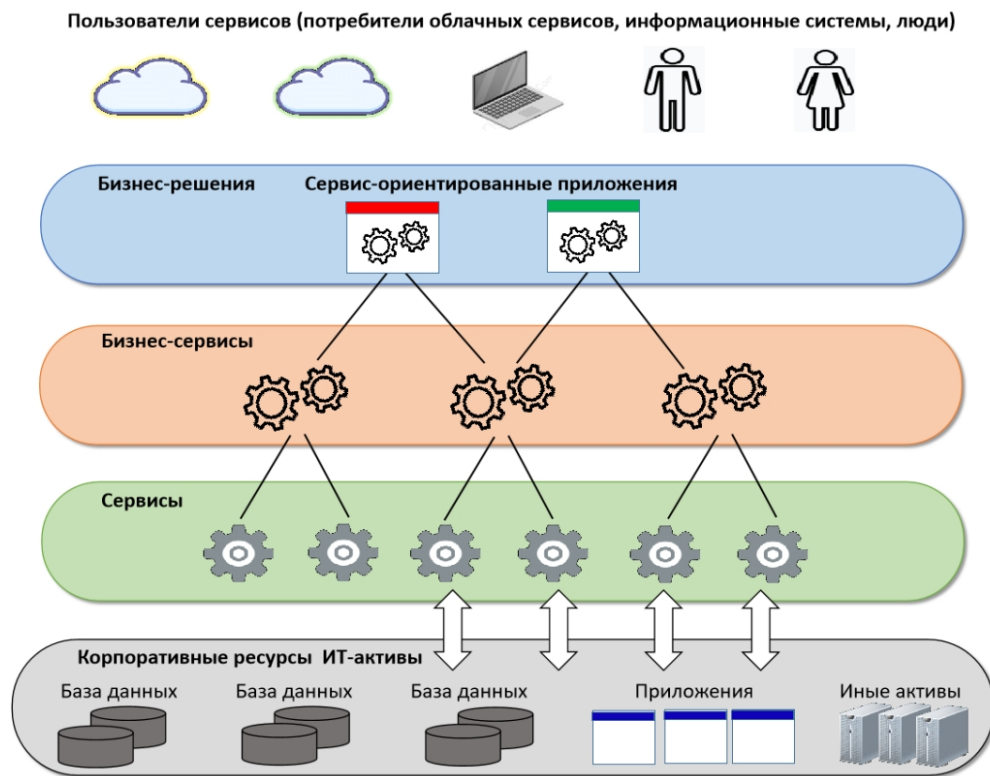 Пользователи сервисов (потребители облачных сервисов, информационные системы, люди)
Бизнес-решения Сервис-ориентированные приложения
Бизнес-сервисы
Сервисы
Корпоративные ресурсы ИТ-активы
База данных База данных База данных Приложения Иные активы